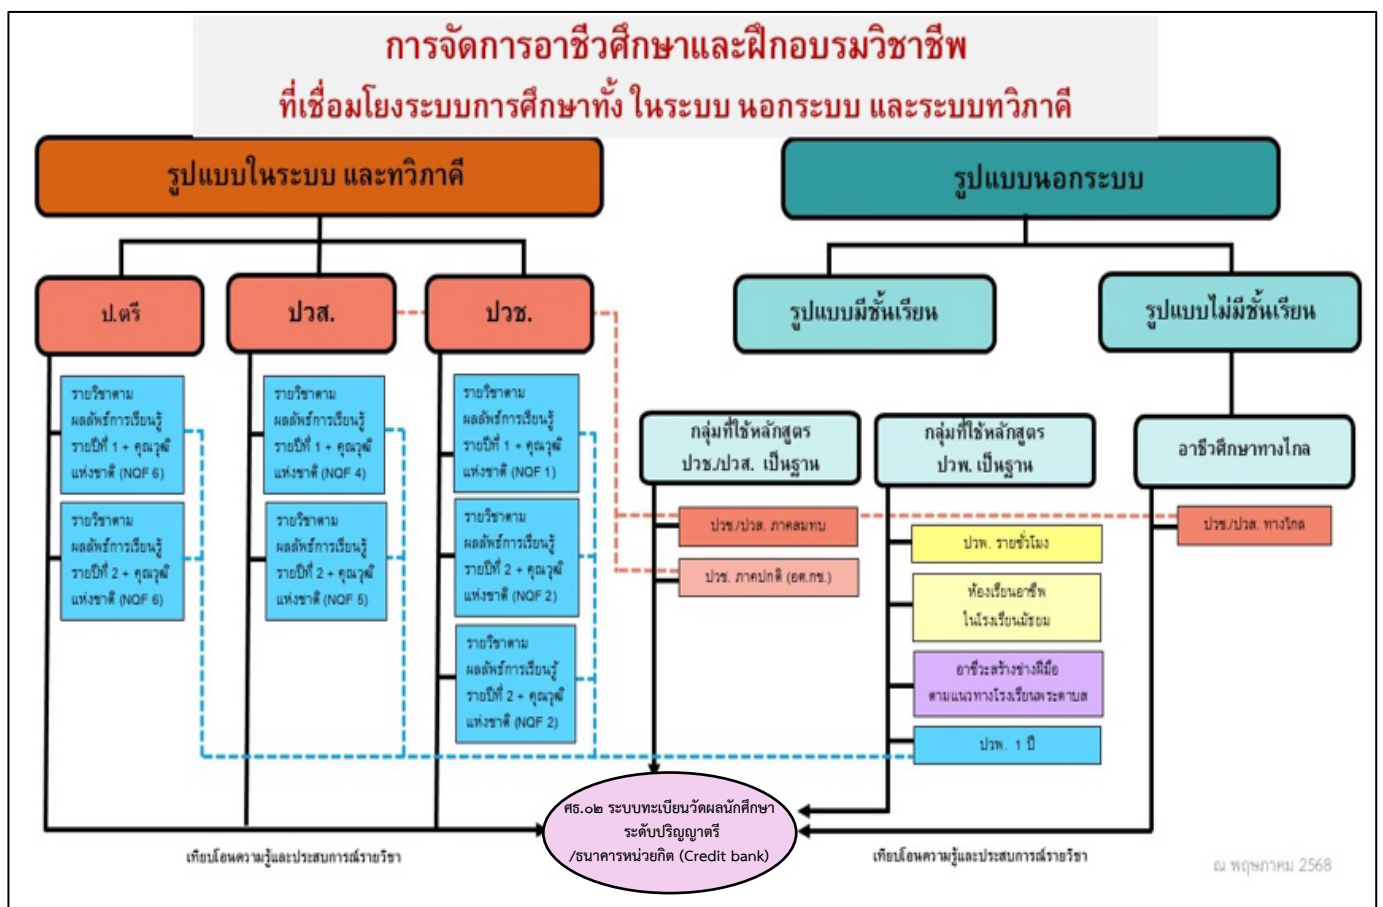 การจัดการอาชีวศึกษาและฝึกอบรมวิชาชีพ
ที่เชื่อมโยงระบบการศึกษาทั้ง ในระบบ นอกระบบ และระบบทวิภาคี
รูปแบบในระบบ และทวิภาคี
รูปแบบนอกระบบ
ป.ตรี
ปวส.
ปวช.
รูปแบบมีชั้นเรียน
รูปแบบไม่มีชั้นเรียน
รายวิชาตาม
ผลลัพธ์การเรียนรู้
รายปีที่ 1 + คุณวุฒิ
แห่งชาติ (NQF 6)
รายวิชาตาม
ผลลัพธ์การเรียนรู้
รายปีที่ 2 + คุณวุฒิ
แห่งชาติ (NQF 6)
รายวิชาตาม
ผลลัพธ์การเรียนรู้
รายปีที่ 1 + คุณวุฒิ
แห่งชาติ (NQF 4)
รายวิชาตาม
ผลลัพธ์การเรียนรู้
รายปีที่ 2 + คุณวุฒิ
แห่งชาติ (NQF 5)
รายวิชาตาม
ผลลัพธ์การเรียนรู้
รายปีที่ 1 + คุณวุฒิ
แห่งชาติ (NQF 1)
รายวิชาตาม
ผลลัพธ์การเรียนรู้
รายปีที่ 2 + คุณวุฒิ
แห่งชาติ (NQF 2)
รายวิชาตาม
ผลลัพธ์การเรียนรู้
รายปีที่ 2 + คุณวุฒิ
แห่งชาติ (NQF 2)
กลุ่มที่ใช้หลักสูตร
ปวช./ปวส. เป็นฐาน
ปวช./ปวส. ภาคสมทบ
ปวช. ภาคปกติ (อศ.กช.)
กลุ่มที่ใช้หลักสูตร
ปวพ. เป็นฐาน
ปวพ. รายชั่วโมง
ห้องเรียนอาชีพ
ในโรงเรียนมัธยม
อาชีวะสร้างช่างฝีมือ
ตามแนวทางโรงเรียนพระดาบส
ปวพ. 1 ปี
อาชีวศึกษาทางไกล
ปวช./ปวส. ทางไกล
ศธ.๐๒ ระบบทะเบียนวัดผลนักศึกษา
ระดับปริญญาตรี
/ธนาคารหน่วยกิต (Credit bank)
เทียบโอนความรู้และประสบการณ์รายวิชา
เทียบโอนความรู้และประสบการณ์รายวิชา
ณ พฤษภาคม 2568